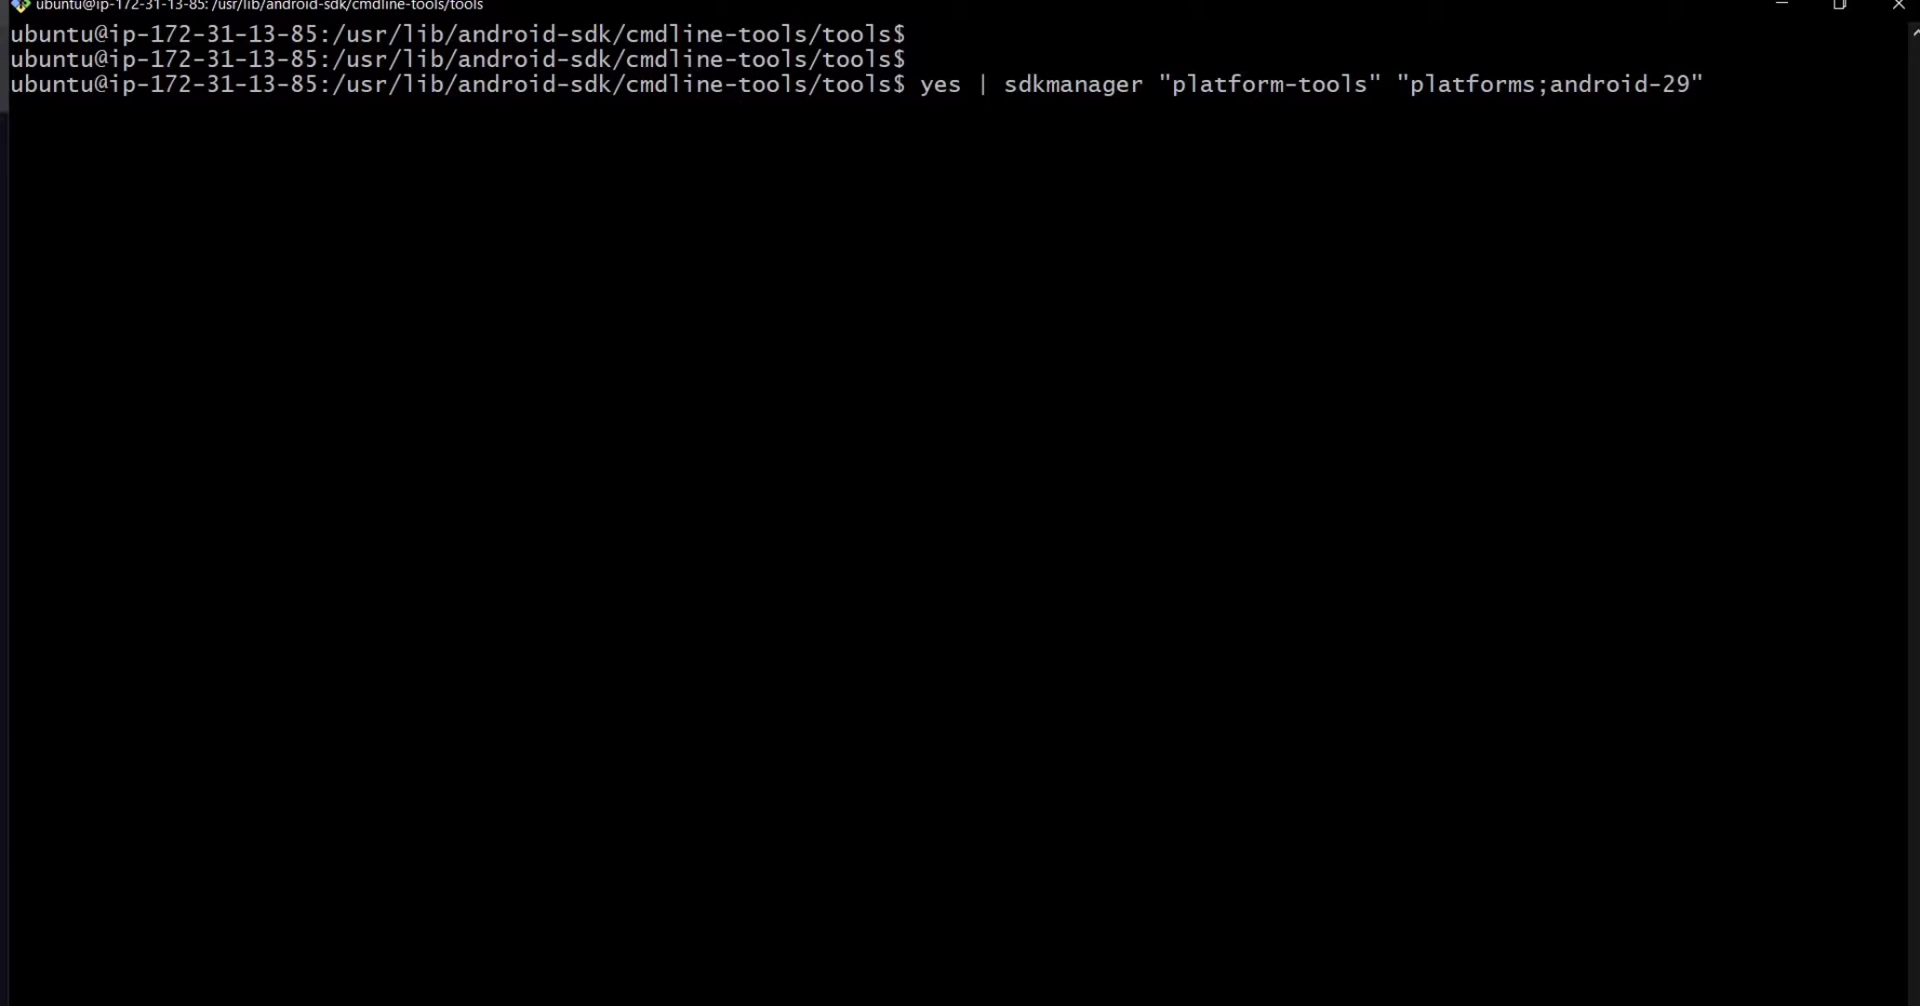 ubuntu@ip-172-31-13-85: /usr/lib/android-sdk/cmdline-tools/tools
ubuntu@ip-172-31-13-85:/usr/lib/android-sdk/cmdline-tools/tools$
ubuntu@ip-172-31-13-85:/usr/lib/android-sdk/cmdline-tools/tools$
ubuntu@ip-172-31-13-85:/usr/lib/android-sdk/cmdline-tools/tools$ yes | sdkmanager "platform-tools" "platforms;android-29"